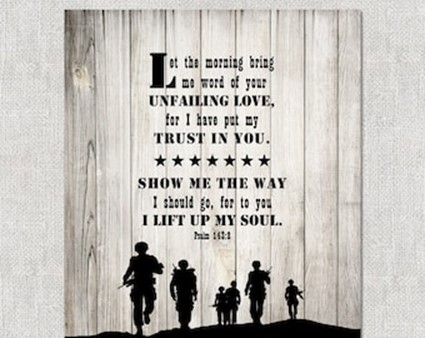 Let the morning bring
me word of your
UNFAILING LOVE,
for I have put my
TRUST IN YOU.
SHOW ME THE WAY
I should go, for to you
I LIFT UP MY SOUL.
Psalm 143:8